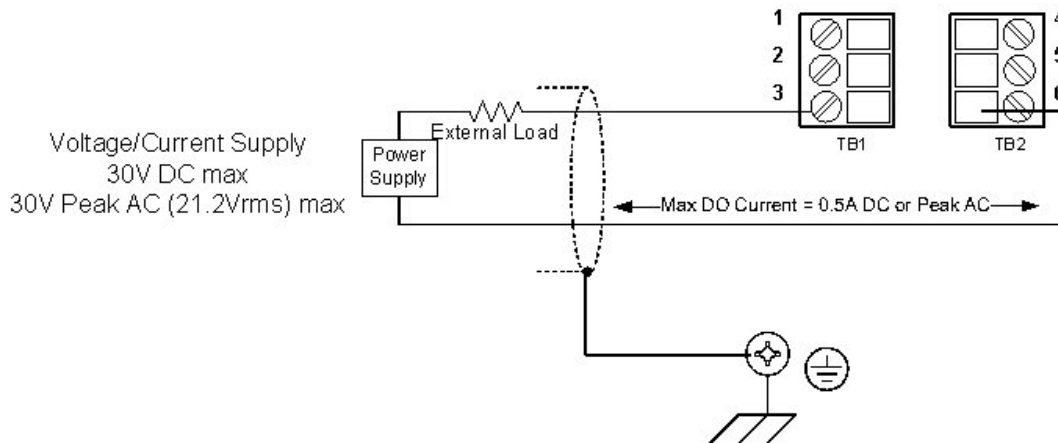 1
2
3
4
5
6
TB1
TB2
External Load
Power
Supply
Voltage/Current Supply
30V DC max
30V Peak AC (21.2Vrms) max
Max DO Current = 0.5A DC or Peak AC